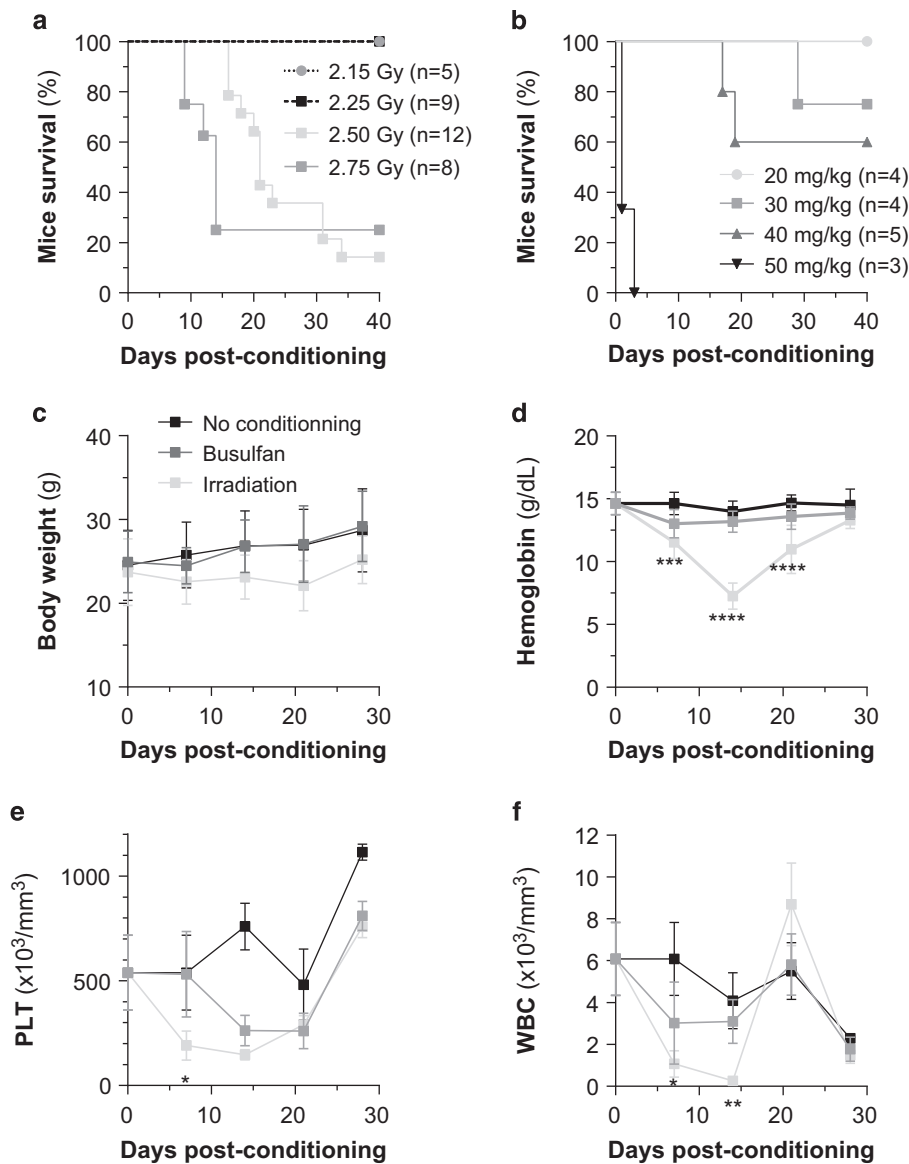 a
100
80
60
40
20
0
Mice survival (%)
2.15 Gy (n=5)
2.25 Gy (n=9)
2.50 Gy (n=12)
2.75 Gy (n=8)
0 10 20 30 40
Days post-conditioning
b
100
80
60
40
20
0
Mice survival (%)
20 mg/kg (n=4)
30 mg/kg (n=4)
40 mg/kg (n=5)
50 mg/kg (n=3)
0 10 20 30 40
Days post-conditioning
c
No conditionning
Busulfan
Irradiation
40
30
20
10
Body weight (g)
0 10 20 30
Days post-conditioning
d
20
15
10
5
0
Hemoglobin (g/dL)
***
****
****
0 10 20 30
Days post-conditioning
e
1000
500
0
PLT (x10³/mm³)
*
0 10 20 30
Days post-conditioning
f
12
10
8
6
4
2
0
WBC (x10³/mm³)
*
**
0 10 20 30
Days post-conditioning